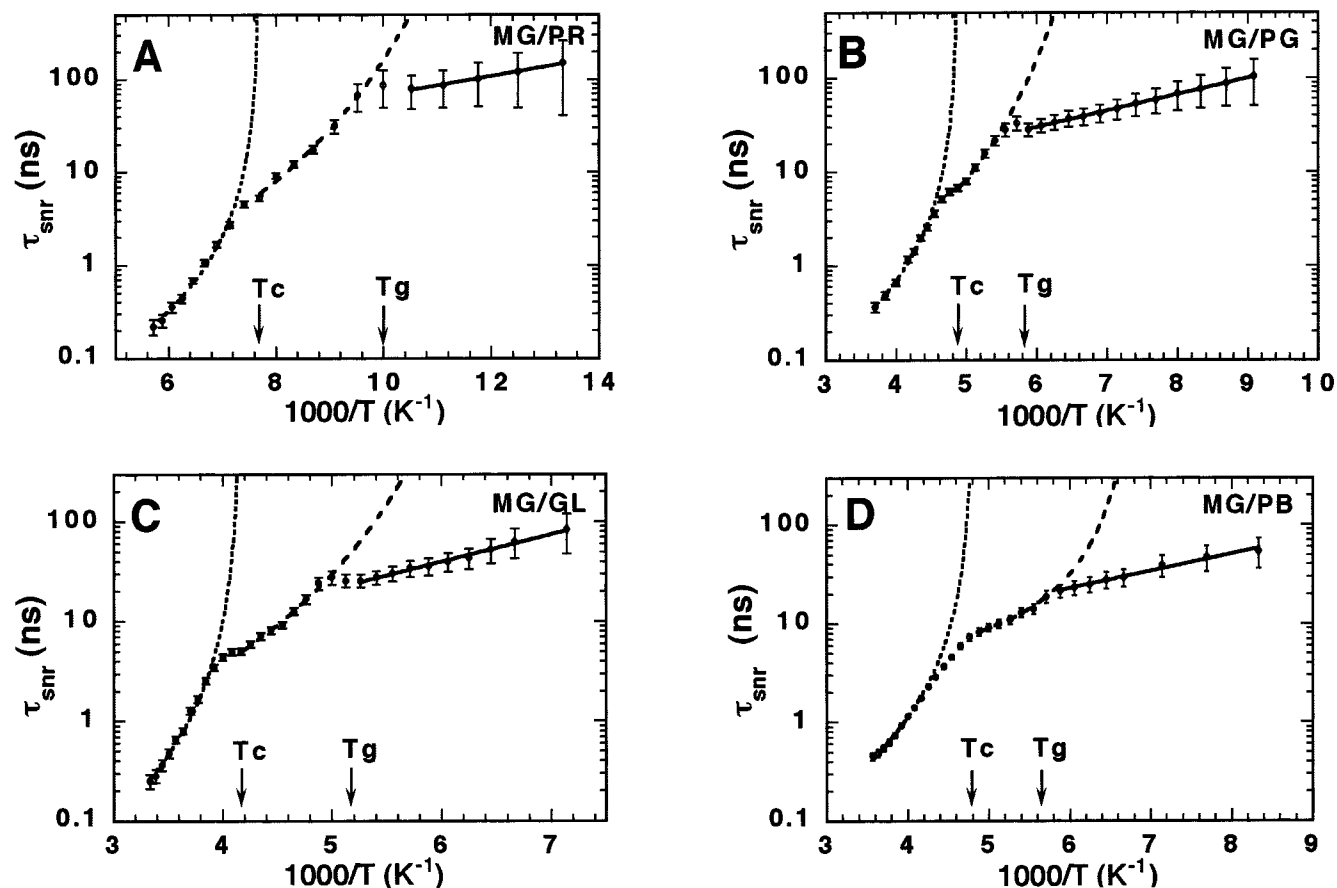 A
MG/PR
100
10
1
0.1
τsnr (ns)
Tc
Tg
6
8
10
12
14
1000/T (K-1)
B
MG/PG
100
10
1
0.1
τsnr (ns)
Tc
Tg
3
4
5
6
7
8
9
10
1000/T (K-1)
C
MG/GL
100
10
1
0.1
τsnr (ns)
Tc
Tg
3
4
5
6
7
1000/T (K-1)
D
MG/PB
100
10
1
0.1
τsnr (ns)
Tc
Tg
3
4
5
6
7
8
9
1000/T (K-1)